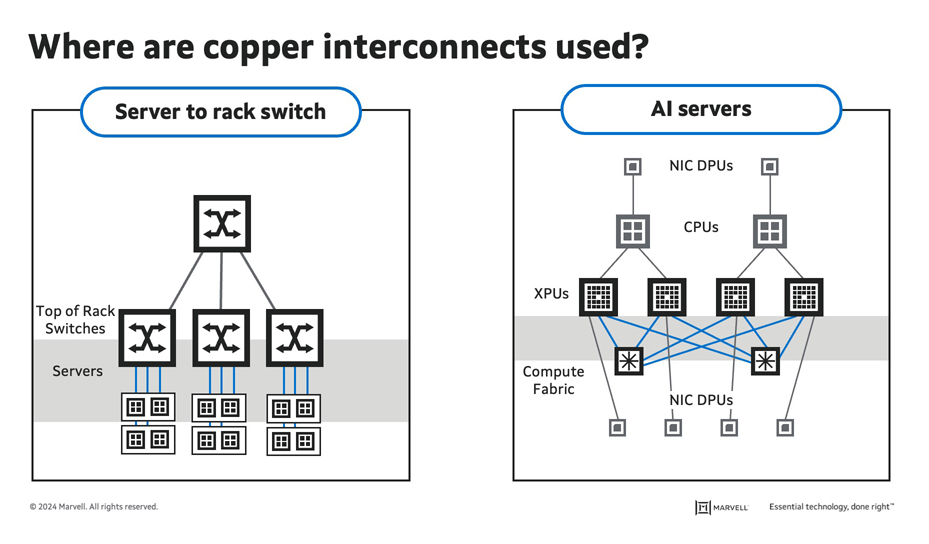 Where are copper interconnects used?
Server to rack switch
Top of Rack
Switches
Servers
AI servers
NIC DPUs
CPUs
XPUs
Compute
Fabric
NIC DPUs
© 2024 Marvell. All rights reserved.
MARVELL
Essential technology, done right™